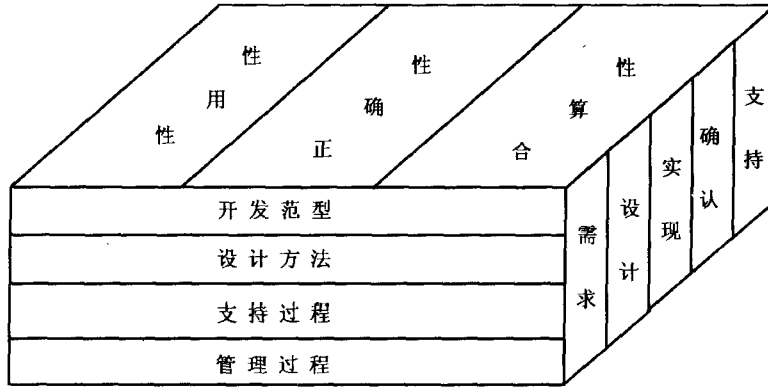 性用性
正确性
合算性
开发范型
设计方法
支持过程
管理过程
需求
设计
实现
确认
支持